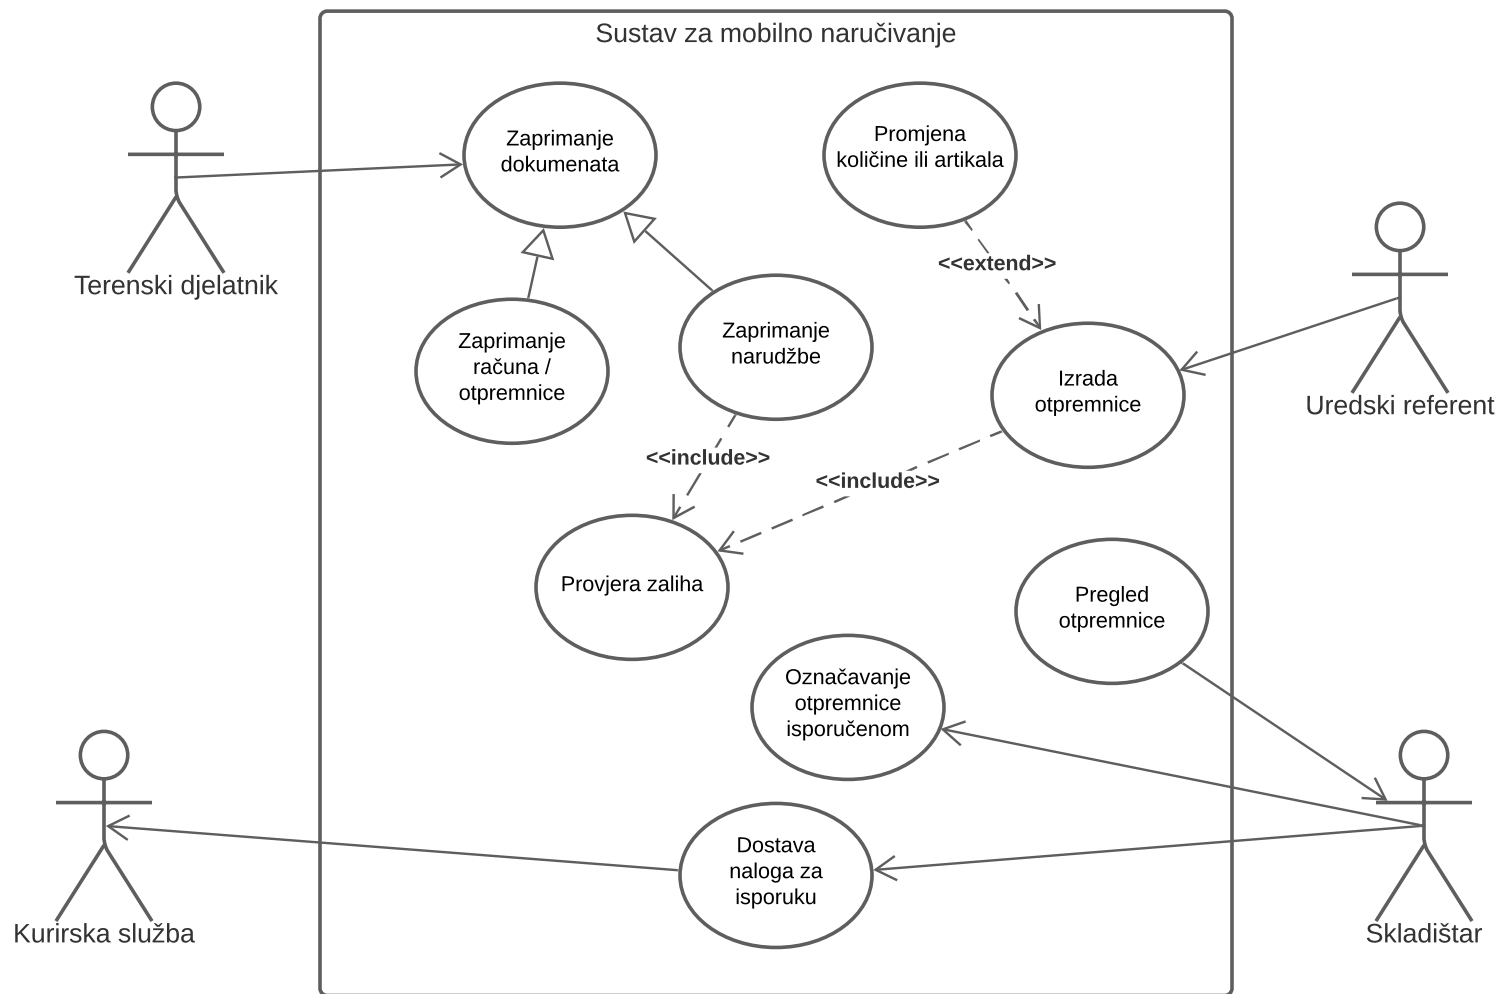 Sustav za mobilno naručivanje
Zaprimanje
dokumenata
Promjena
količine ili artikala
Terenski djelatnik
<<extend>>
Zaprimanje
računa /
otpremnice
Zaprimanje
narudžbe
Izrada
otpremnice
Uredski referent
<<include>>
<<include>>
Provjera zaliha
Pregled
otpremnice
Označavanje
otpremnice
isporučenom
Dostava
naloga za
isporuku
Kurirska služba
Skladištar